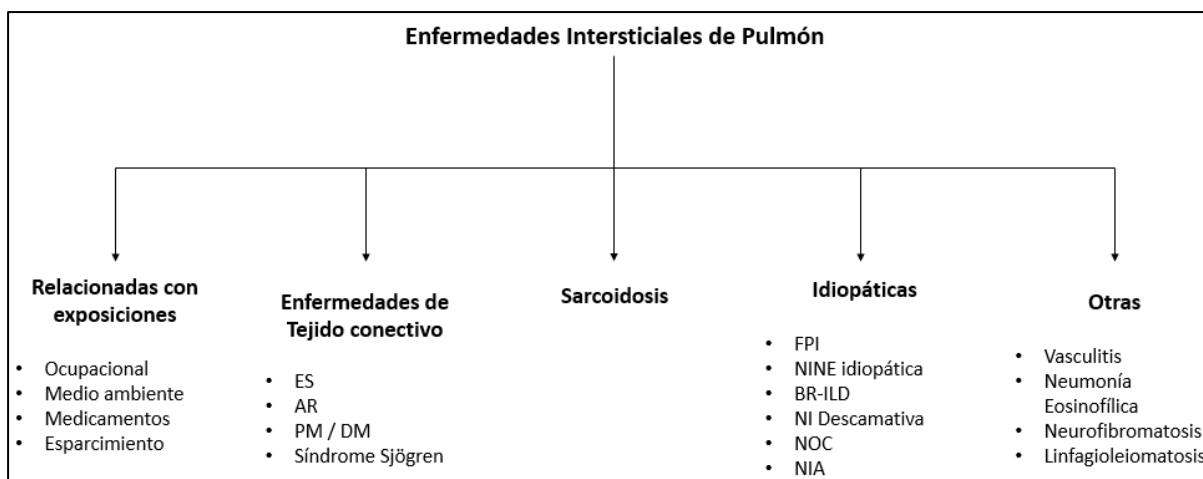 Enfermedades Intersticiales de Pulmón
Relacionadas con
exposiciones
• Ocupacional
• Medio ambiente
• Medicamentos
• Esparcimiento
Enfermedades de
Tejido conectivo
• ES
• AR
• PM / DM
• Síndrome Sjögren
Sarcoidosis
Idiopáticas
• FPI
• NINE idiopática
• BR-ILD
• NI Descamativa
• NOC
• NIA
Otras
• Vasculitis
• Neumonía
Eosinofílica
• Neurofibromatosis
• Linfagioleiomatosis